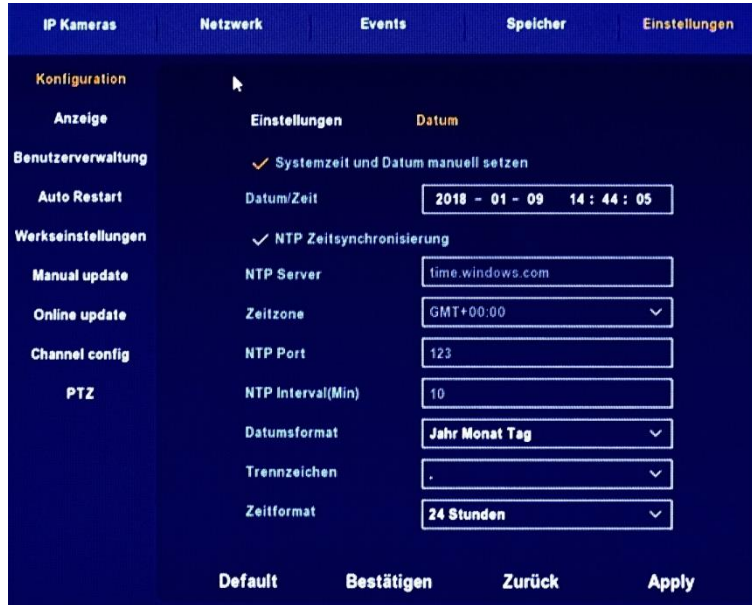 IP Kameras Netzwerk Events Speicher Einstellungen
Konfiguration
Anzeige
Benutzerverwaltung
Auto Restart
Werkseinstellungen
Manual update
Online update
Channel config
PTZ
Einstellungen Datum
Systemzeit und Datum manuell setzen
Datum/Zeit 2018 - 01 - 09 14 : 44 : 05
NTP Zeitsynchronisierung
NTP Server time.windows.com
Zeitzone GMT+00:00
NTP Port 123
NTP Interval(Min) 10
Datumsformat Jahr Monat Tag
Trennzeichen .
Zeitformat 24 Stunden
Default Bestätigen Zurück Apply